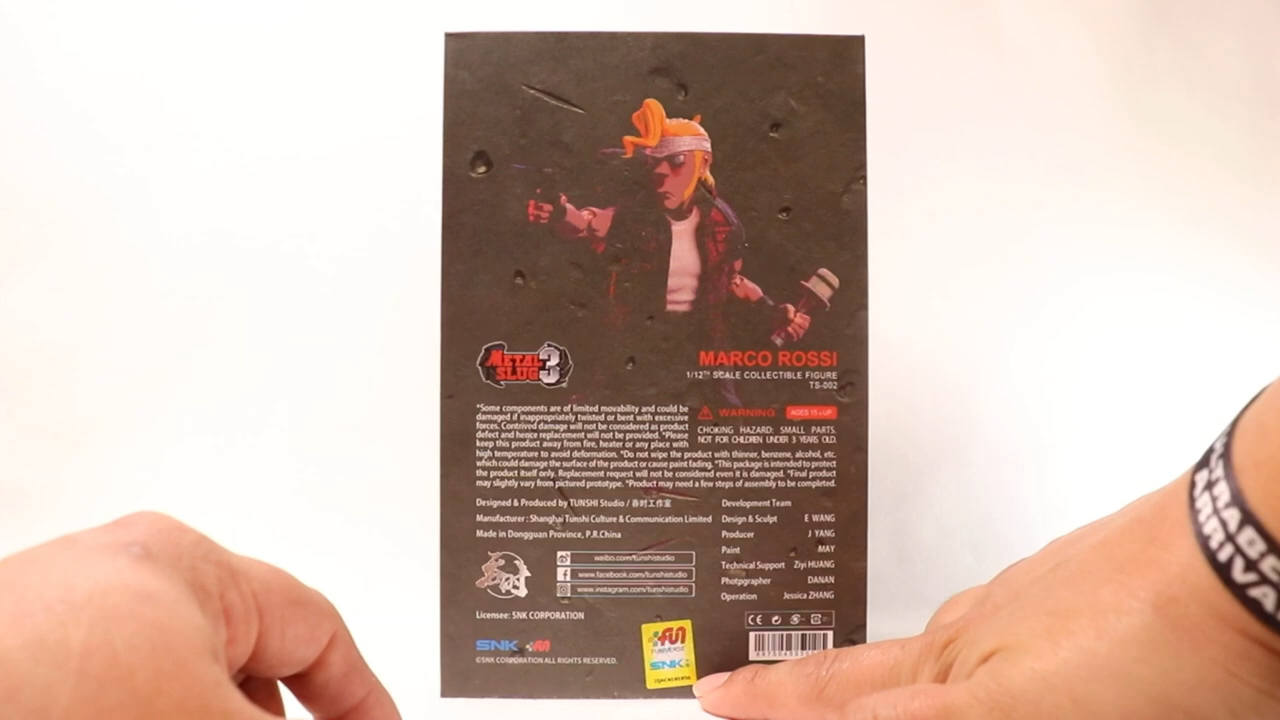 METAL SLUG 3
MARCO ROSSI
1/12TH SCALE COLLECTIBLE FIGURE
TS-002
*Some components are of limited movability and could be
damaged if inappropriately twisted or bent with excessive
forces. Contrived damage will not be considered as product
defect and hence replacement will not be provided. *Please
keep this product away from fire, heater or any place with
high temperature to avoid deformation. *Do not wipe the product with thinner, benzene, alcohol, etc.
which could damage the surface of the product or cause paint fading. *This package is intended to protect
the product itself only. Replacement request will not be considered even it is damaged. *Final product
may slightly vary from pictured prototype. *Product may need a few steps of assembly to be completed.
WARNING AGES 15 & UP
CHOKING HAZARD: SMALL PARTS.
NOT FOR CHILDREN UNDER 3 YEARS OLD.
Designed & Produced by TUNSHI Studio / 吞时工作室
Manufacturer : Shanghai Tunshi Culture & Communication Limited
Made in Dongguan Province, P.R.China
吞时
weibo.com/tunshistudio
www.facebook.com/tunshistudio
www.instagram.com/tunshistudio
Development Team
Design & Sculpt E WANG
Producer J YANG
Paint MAY
Technical Support Ziyi HUANG
Photpgrapher DANAN
Operation Jessica ZHANG
Licensee: SNK CORPORATION
SNK
©SNK CORPORATION ALL RIGHTS RESERVED.
FUN
FUNIVERSE
SNK
CE